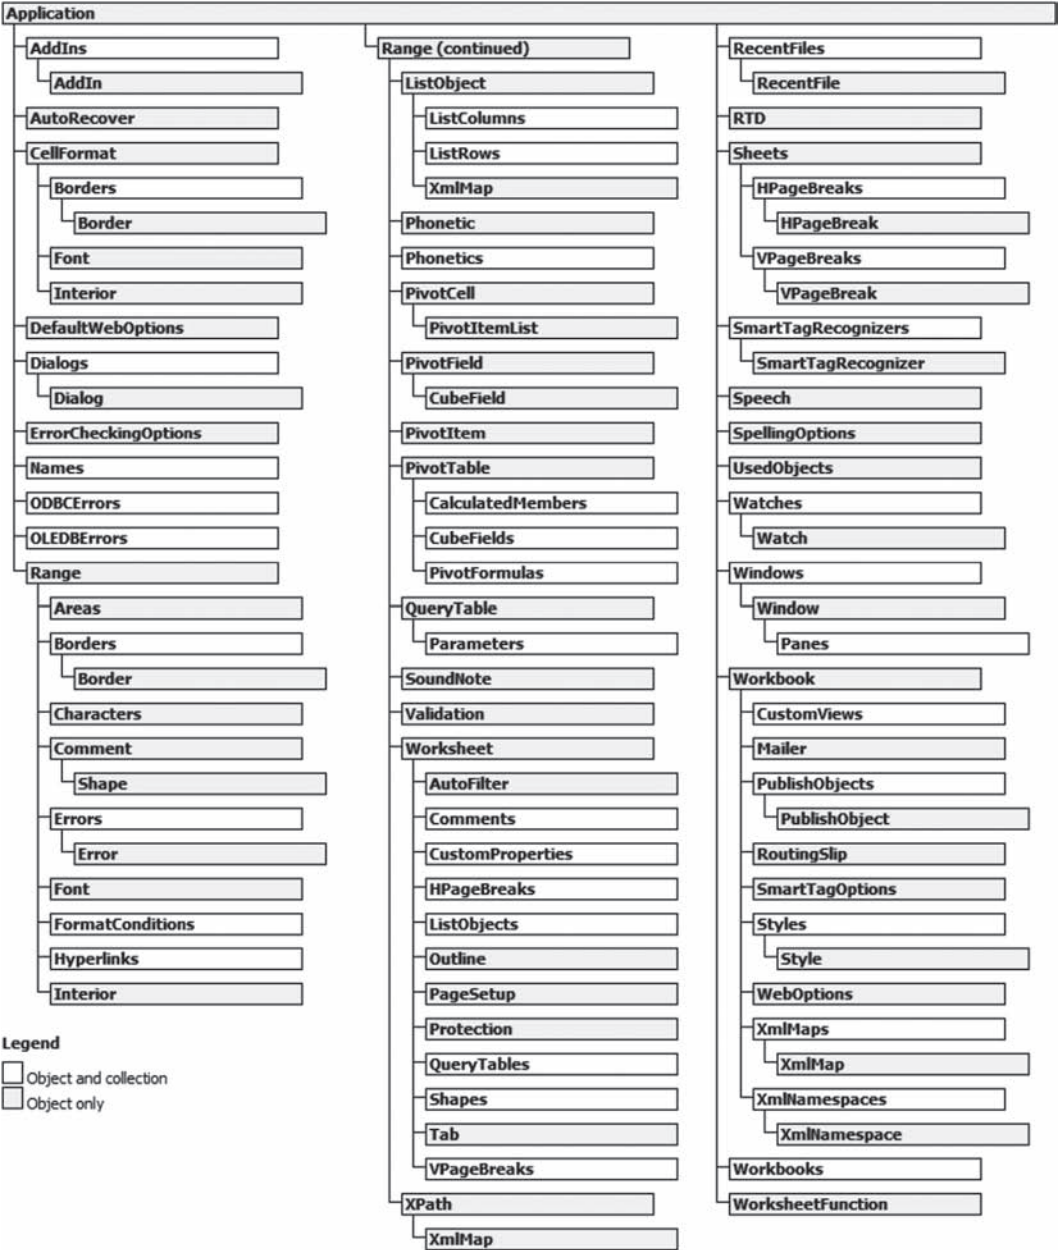 Application
AddIns
AddIn
AutoRecover
CellFormat
Borders
Border
Font
Interior
DefaultWebOptions
Dialogs
Dialog
ErrorCheckingOptions
Names
ODBCErrors
OLEDBErrors
Range
Areas
Borders
Border
Characters
Comment
Shape
Errors
Error
Font
FormatConditions
Hyperlinks
Interior
Legend
Object and collection
Object only
Range (continued)
ListObject
ListColumns
ListRows
XmlMap
Phonetic
Phonetics
PivotCell
PivotItemList
PivotField
CubeField
PivotItem
PivotTable
CalculatedMembers
CubeFields
PivotFormulas
QueryTable
Parameters
SoundNote
Validation
Worksheet
AutoFilter
Comments
CustomProperties
HPageBreaks
ListObjects
Outline
PageSetup
Protection
QueryTables
Shapes
Tab
VPageBreaks
XPath
XmlMap
RecentFiles
RecentFile
RTD
Sheets
HPageBreaks
HPageBreak
VPageBreaks
VPageBreak
SmartTagRecognizers
SmartTagRecognizer
Speech
SpellingOptions
UsedObjects
Watches
Watch
Windows
Window
Panes
Workbook
CustomViews
Mailer
PublishObjects
PublishObject
RoutingSlip
SmartTagOptions
Styles
Style
WebOptions
XmlMaps
XmlMap
XmlNamespaces
XmlNamespace
Workbooks
WorksheetFunction